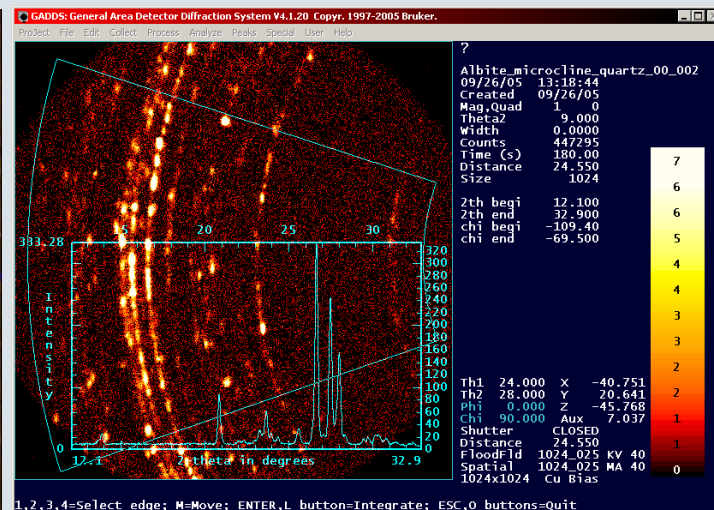 GADDS: General Area Detector Diffraction System V4.1.20 Copyr. 1997-2005 Bruker.
Project File Edit Collect Process Analyze Peaks Special User Help
?
Albite_microcline_quartz_00_002
09/26/05 13:18:44
Created 09/26/05
Mag,Quad 1 0
Theta2 9.000
Width 0.0000
Counts 447295
Time (s) 180.00
Distance 24.550
Size 1024
2th begi 12.100
2th end 32.900
chi begi -109.40
chi end -69.500
15 20 25 30
333.28
Intensity
320
300
280
260
240
220
200
180
160
140
120
100
80
60
40
20
0
0
12.1 2-theta in degrees 32.9
7
6
6
5
4
4
3
3
2
2
1
1
0
Th1 24.000 X -40.751
Th2 28.000 Y 20.641
Phi 0.000 Z -45.768
Chi 90.000 Aux 7.037
Shutter CLOSED
Distance 24.550
FloodFld 1024_025 KV 40
Spatial 1024_025 MA 40
1024x1024 Cu Bias
1,2,3,4=Select edge; M=Move; ENTER,L button=Integrate; ESC,O buttons=Quit